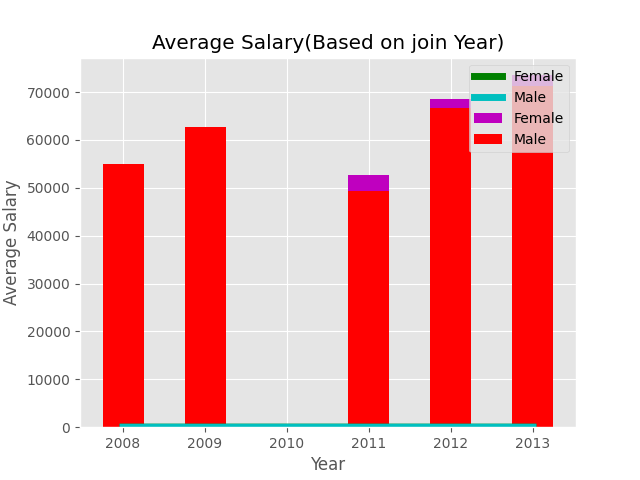 Average Salary(Based on join Year)
Female
Male
Female
Male
70000
60000
50000
40000
30000
20000
10000
0
Average Salary
2008 2009 2010 2011 2012 2013
Year